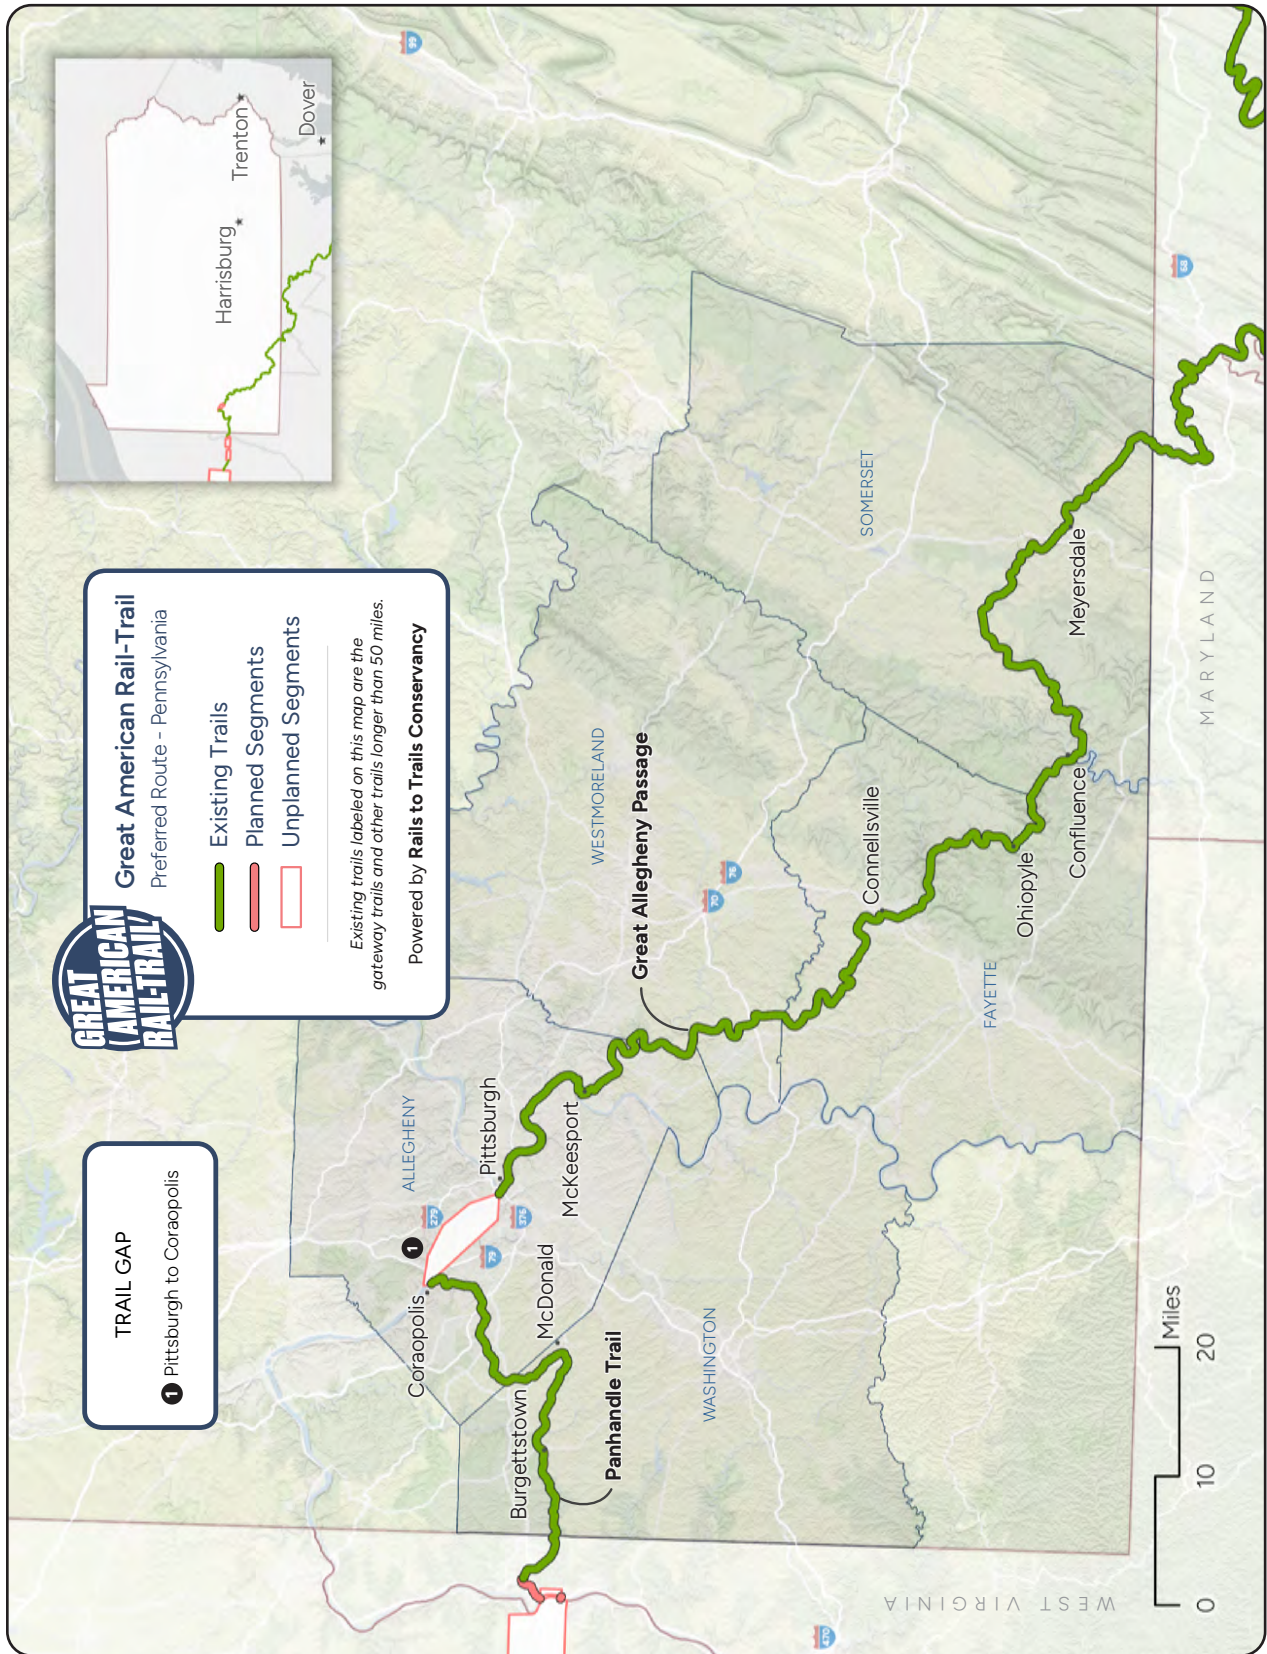 GREAT
AMERICAN
RAIL-TRAIL
Great American Rail-Trail
Preferred Route - Pennsylvania
Existing Trails
Planned Segments
Unplanned Segments
Existing trails labeled on this map are the
gateway trails and other trails longer than 50 miles.
Powered by Rails to Trails Conservancy
TRAIL GAP
1 Pittsburgh to Coraopolis
Harrisburg
Trenton
Dover
ALLEGHENY
WESTMORELAND
SOMERSET
FAYETTE
WASHINGTON
MARYLAND
WEST VIRGINIA
Coraopolis
Pittsburgh
McKeesport
McDonald
Burgettstown
Panhandle Trail
Great Allegheny Passage
Connellsville
Ohiopyle
Confluence
Meyersdale
1
279
376
79
70
76
99
68
470
0 10 20
Miles